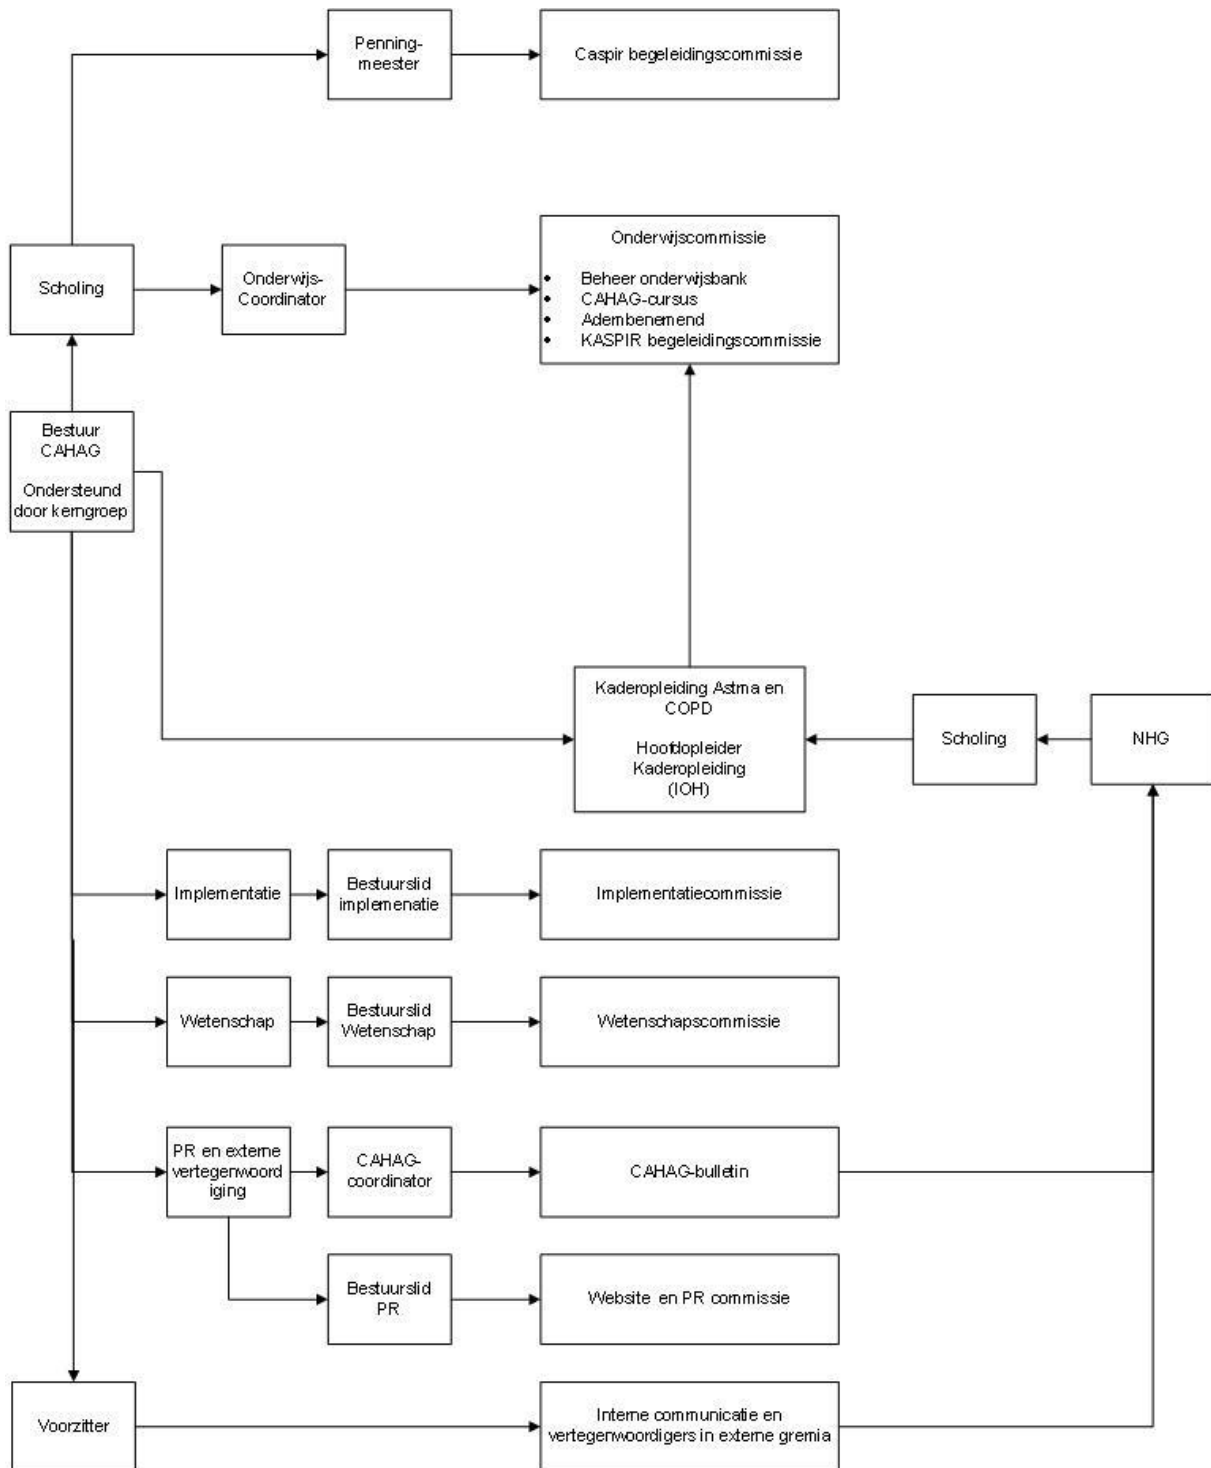 Penning-
meester
Caspir begeleidingscommissie
Scholing
Onderwijs-
Coordinator
Onderwijscommissie
• Beheer onderwijsbank
• CAHAG-cursus
• Adembenemend
• KASPIR begeleidingscommissie
Bestuur
CAHAG
Ondersteund
door kerngroep
Kaderopleiding Astma en
COPD
Hoofdopleider
Kaderopleiding
(IOH)
Scholing
NHG
Implementatie
Bestuurslid
implemenatie
Implementatiecommissie
Wetenschap
Bestuurslid
Wetenschap
Wetenschapscommissie
PR en externe
vertegenwoord
iging
CAHAG-
coordinator
CAHAG-bulletin
Bestuurslid
PR
Website en PR commissie
Voorzitter
Interne communicatie en
vertegenwoordigers in externe gremia